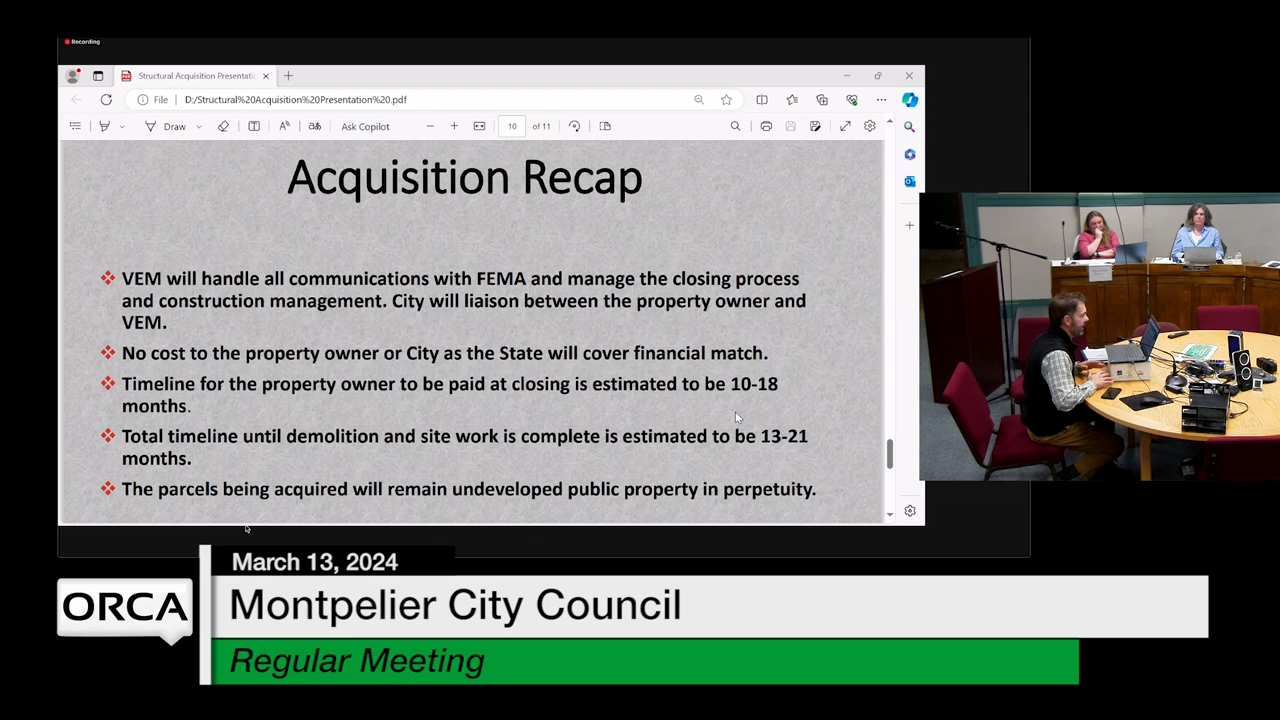 Recording
Structural Acquisition Presentati
File
D:/Structural%20Acquisition%20Presentation%20.pdf
Draw
Ask Copilot
10
of 11
Acquisition Recap
VEM will handle all communications with FEMA and manage the closing process
and construction management. City will liaison between the property owner and
VEM.
No cost to the property owner or City as the State will cover financial match.
Timeline for the property owner to be paid at closing is estimated to be 10-18
months.
Total timeline until demolition and site work is complete is estimated to be 13-21
months.
The parcels being acquired will remain undeveloped public property in perpetuity.
March 13, 2024
ORCA
Montpelier City Council
Regular Meeting